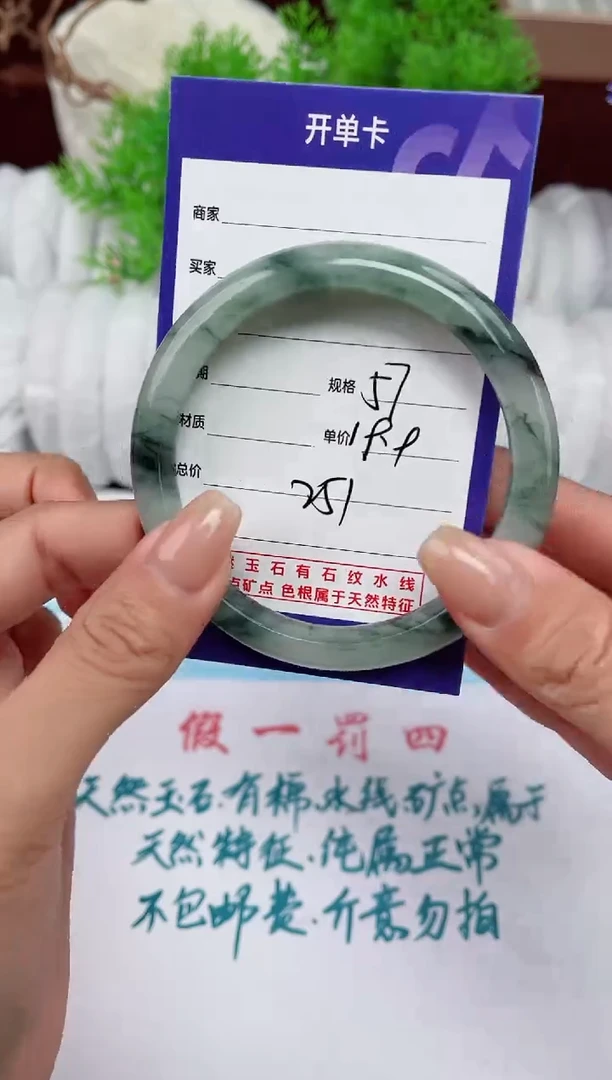 开单卡
商家
买家
期
规格 57
材质
单价 199
总价
251
玉石有石纹水线
点矿点 色根属于天然特征
假一罚四
天然玉石.有棉.水线.矿点,属于
天然特征.纯属正常
不包邮费.介意勿拍